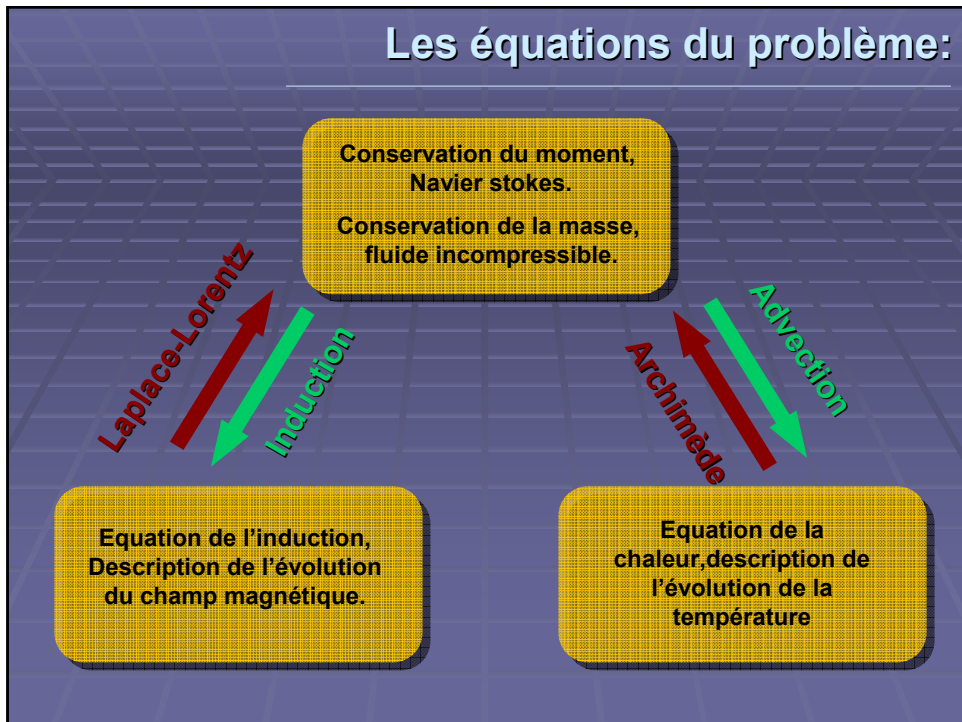 Les équations du problème:
Conservation du moment,
Navier stokes.
Conservation de la masse,
fluide incompressible.
Laplace-Lorentz
Induction
Archimède
Advection
Equation de l'induction,
Description de l'évolution
du champ magnétique.
Equation de la
chaleur,description de
l'évolution de la
température